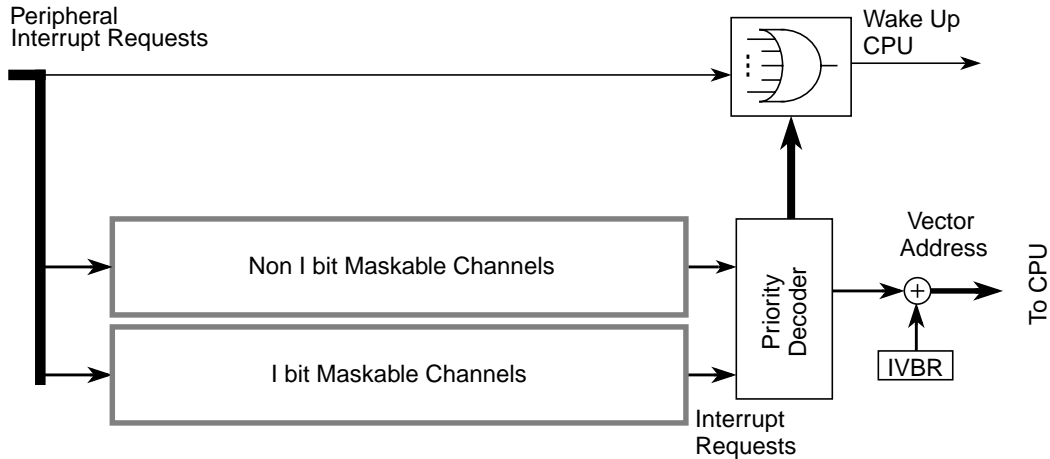 Peripheral
Interrupt Requests
Wake Up
CPU
Non I bit Maskable Channels
I bit Maskable Channels
Interrupt
Requests
Priority
Decoder
Vector
Address
+
IVBR
To CPU